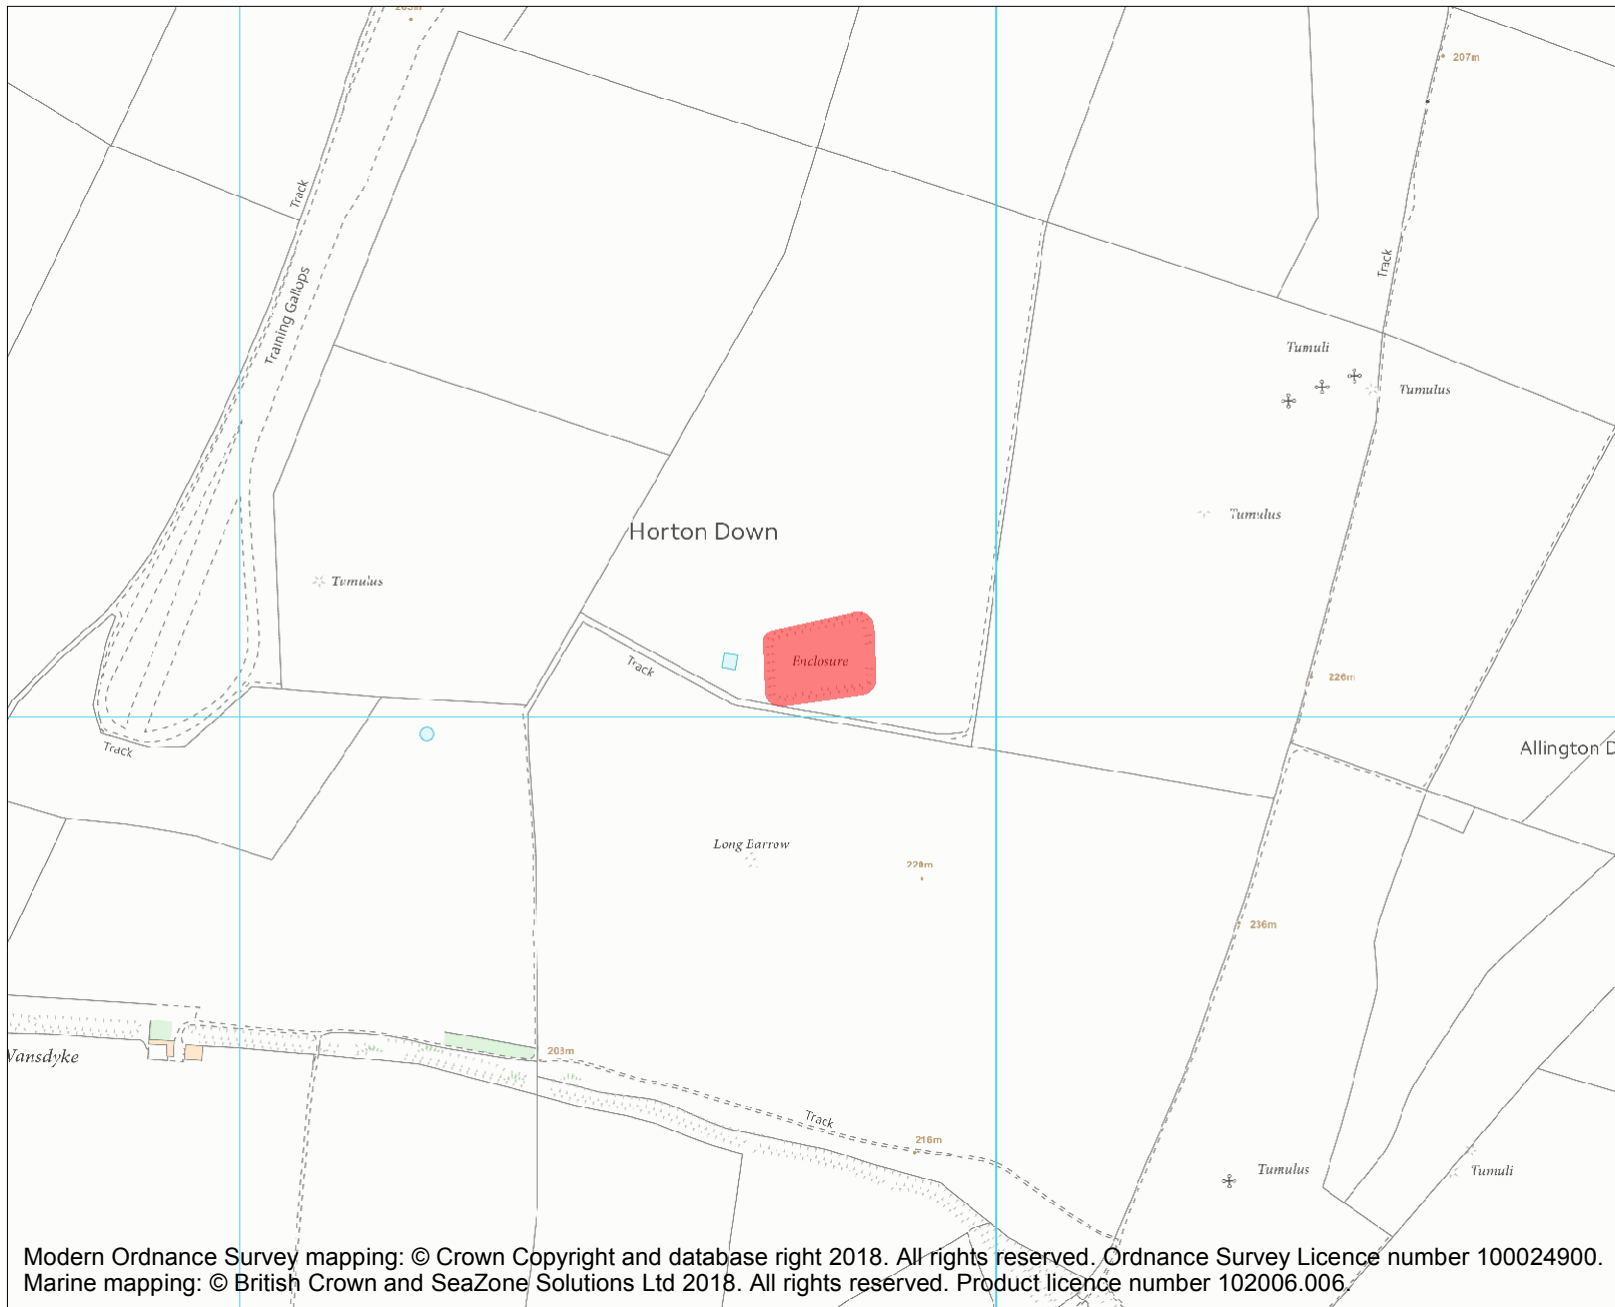 207m
Track
Track
Training Gallops
Tumuli
Tumulus
Tumulus
Horton Down
Tumulus
Track
Enclosure
226m
Track
Allington D
Long Barrow
220m
236m
203m
Vansdyke
Track
216m
Tumulus
Tumuli
Modern Ordnance Survey mapping: © Crown Copyright and database right 2018. All rights reserved. Ordnance Survey Licence number 100024900.
Marine mapping: © British Crown and SeaZone Solutions Ltd 2018. All rights reserved. Product licence number 102006.006.